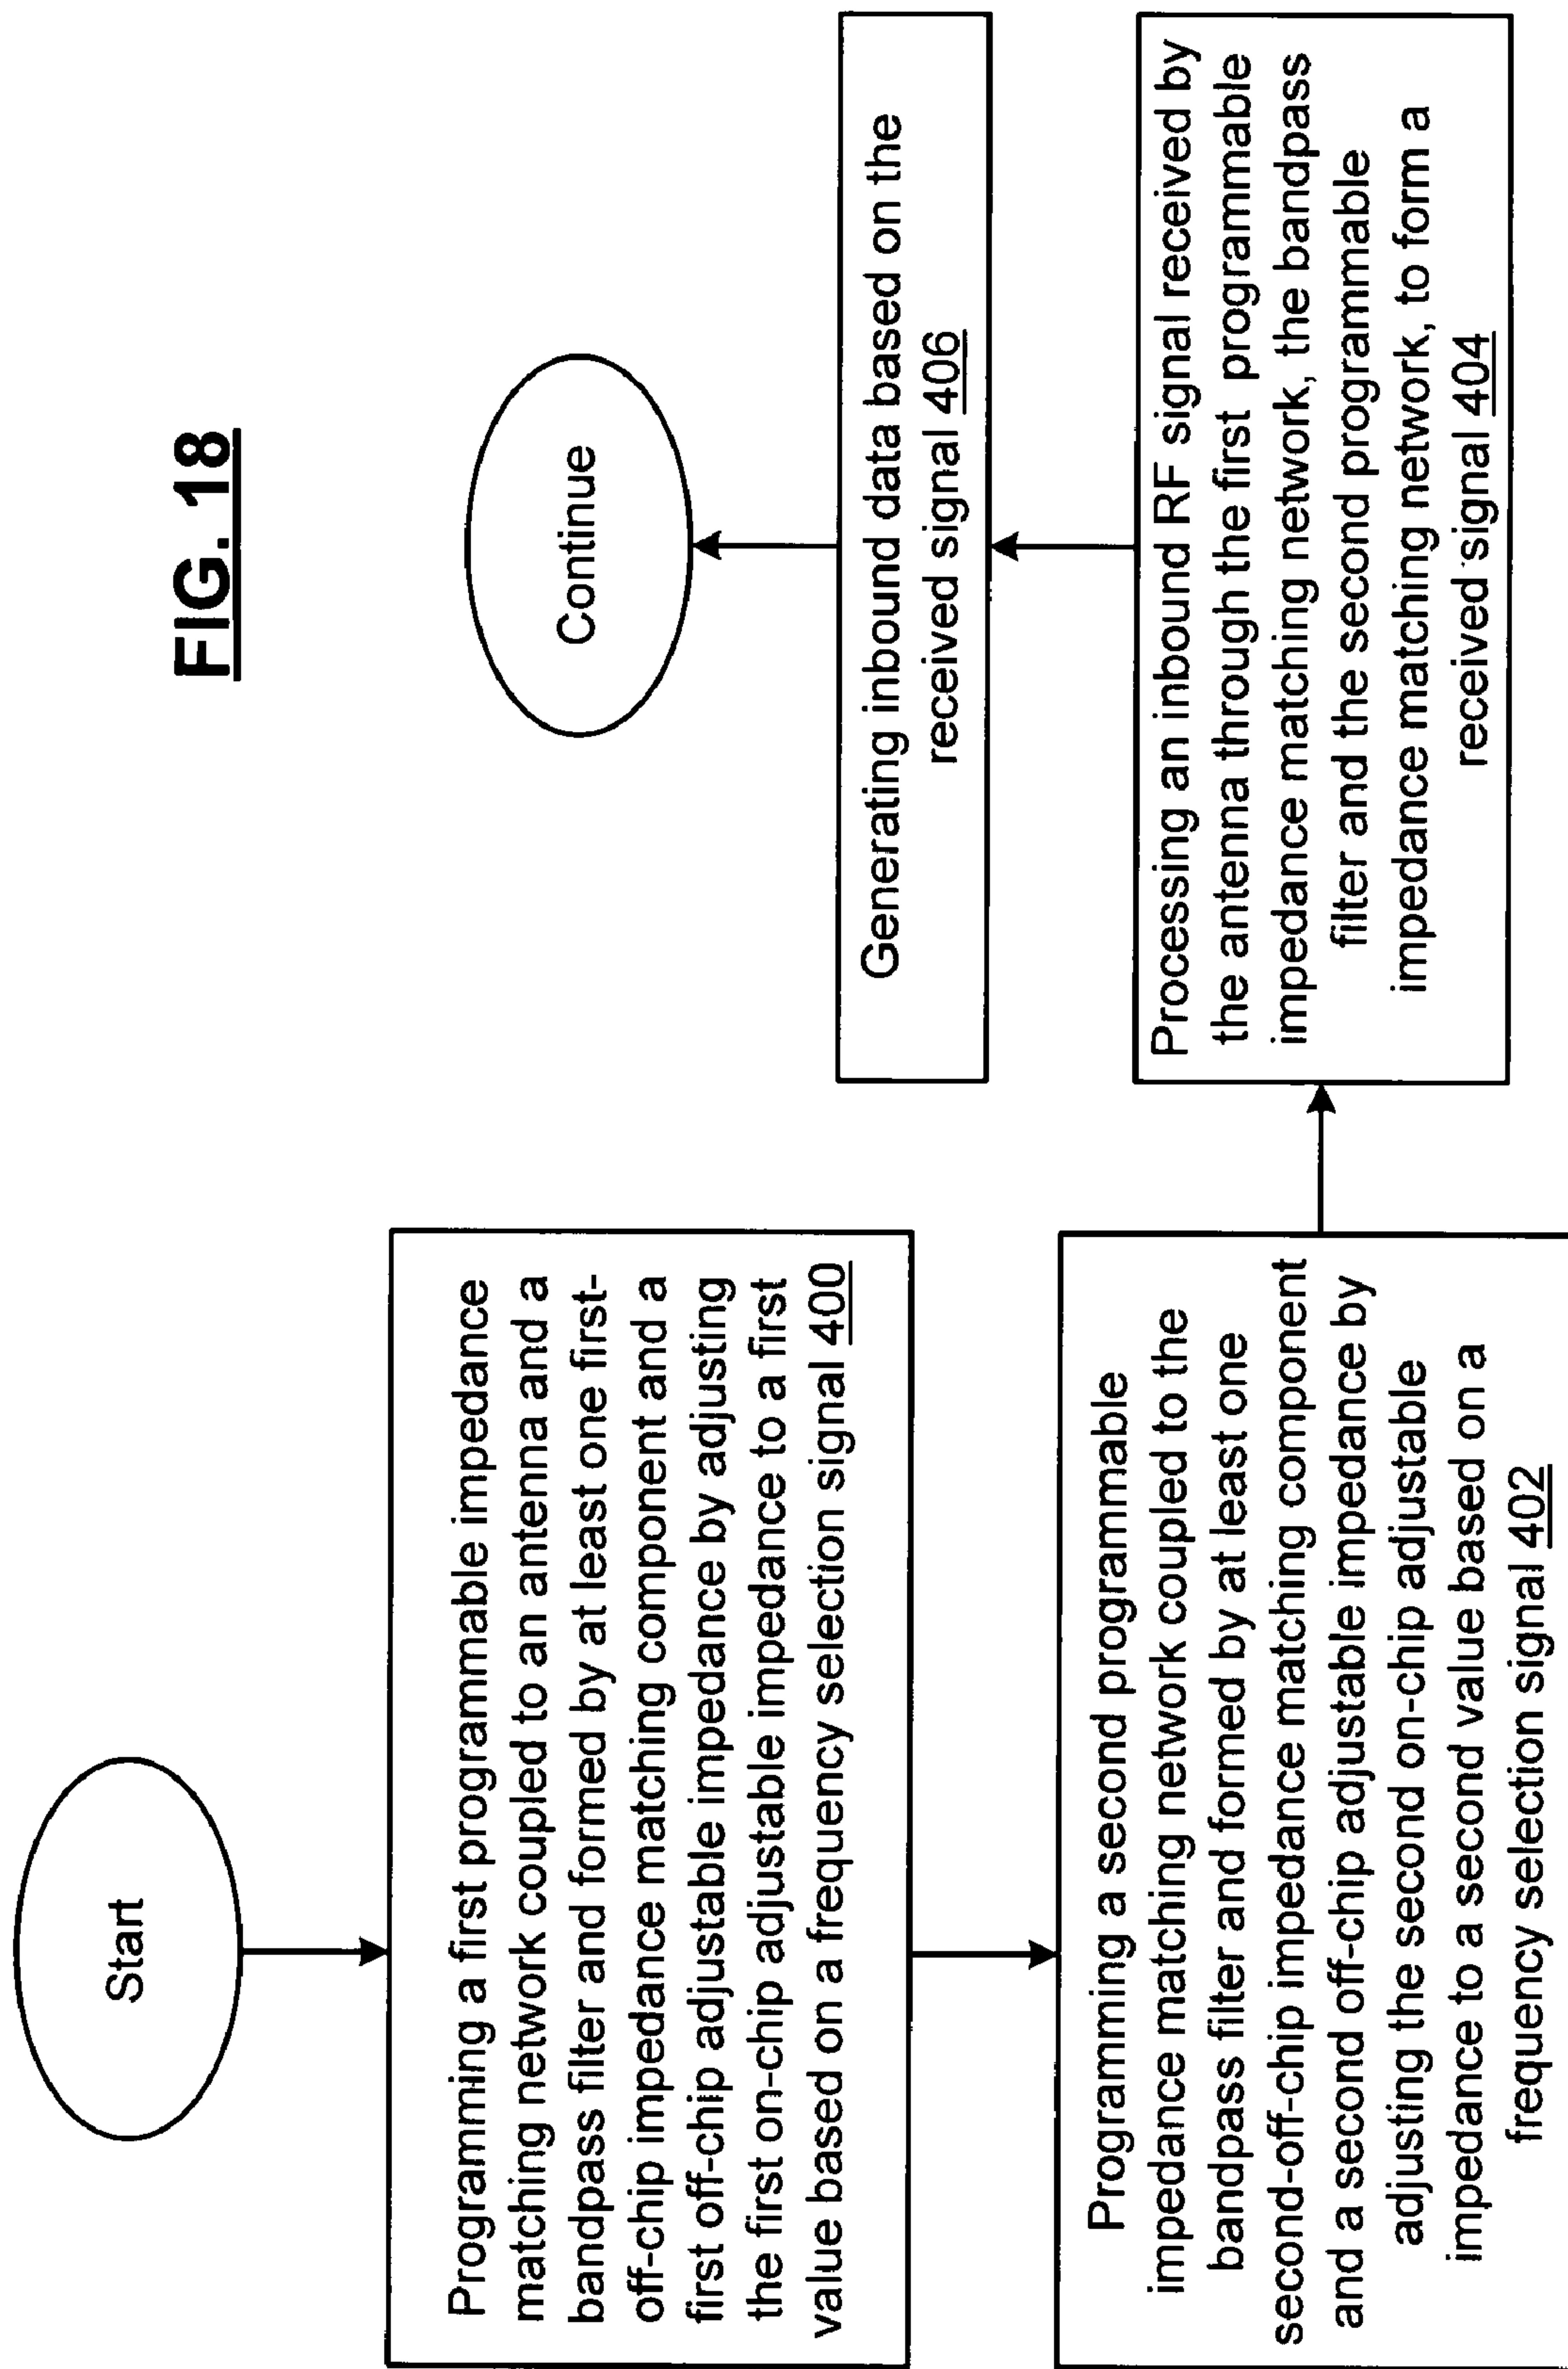 FIG. 18
Start
Programming a first programmable impedance
matching network coupled to an antenna and a
bandpass filter and formed by at least one first-
off-chip impedance matching component and a
first off-chip adjustable impedance by adjusting
the first on-chip adjustable impedance to a first
value based on a frequency selection signal 400
Programming a second programmable
impedance matching network coupled to the
bandpass filter and formed by at least one
second-off-chip impedance matching component
and a second off-chip adjustable impedance by
adjusting the second on-chip adjustable
impedance to a second value based on a
frequency selection signal 402
Processing an inbound RF signal received by
the antenna through the first programmable
impedance matching network, the bandpass
filter and the second programmable
impedance matching network, to form a
received signal 404
Generating inbound data based on the
received signal 406
Continue